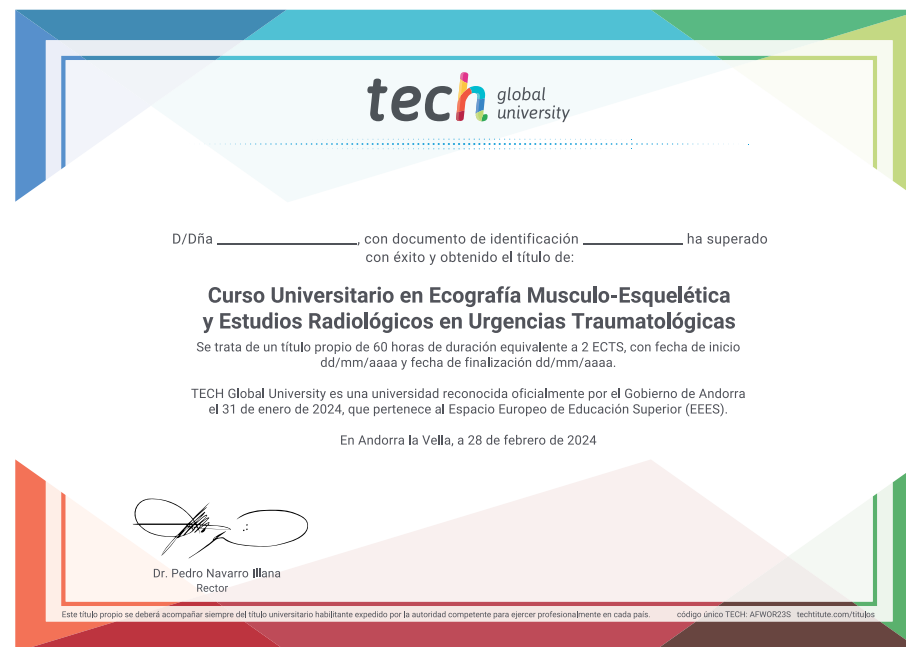 tech global university
D/Dña ____________________, con documento de identificación ______________ ha superado
con éxito y obtenido el título de:
Curso Universitario en Ecografía Musculo-Esquelética
y Estudios Radiológicos en Urgencias Traumatológicas
Se trata de un título propio de 60 horas de duración equivalente a 2 ECTS, con fecha de inicio
dd/mm/aaaa y fecha de finalización dd/mm/aaaa.
TECH Global University es una universidad reconocida oficialmente por el Gobierno de Andorra
el 31 de enero de 2024, que pertenece al Espacio Europeo de Educación Superior (EEES).
En Andorra la Vella, a 28 de febrero de 2024
Dr. Pedro Navarro Illana
Rector
Este título propio se deberá acompañar siempre del título universitario habilitante expedido por la autoridad competente para ejercer profesionalmente en cada país. código único TECH: AFWOR23S techtitute.com/titulos